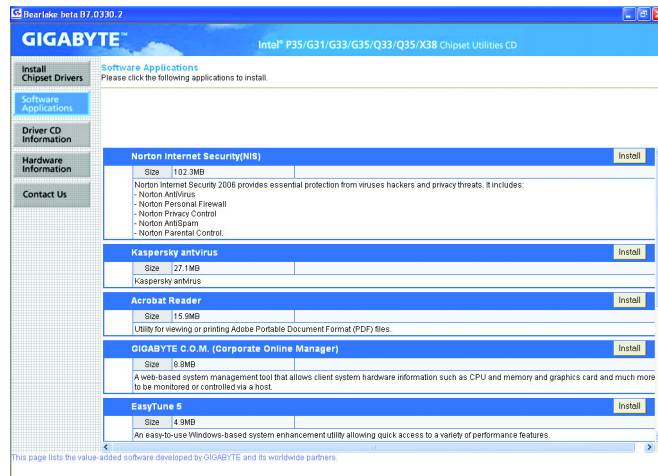 Bearlake beta B7.0330.2
GIGABYTE™
Intel® P35/G31/G33/G35/Q33/Q35/X38 Chipset Utilities CD
Install
Chipset Drivers
Software
Applications
Driver CD
Information
Hardware
Information
Contact Us
Software Applications
Please click the following applications to install.
Norton Internet Security(NIS) Install
Size 102.3MB
Norton Internet Security 2006 provides essential protection from viruses hackers and privacy threats. It includes:
- Norton AntiVirus
- Norton Personal Firewall
- Norton Privacy Control
- Norton AntiSpam
- Norton Parental Control.
Kaspersky antvirus Install
Size 27.1MB
Kaspersky antvirus
Acrobat Reader Install
Size 15.9MB
Utility for viewing or printing Adobe Portable Document Format (PDF) files.
GIGABYTE C.O.M. (Corporate Online Manager) Install
Size 8.8MB
A web-based system management tool that allows client system hardware information such as CPU and memory and graphics card and much more
to be monitored or controlled via a host.
EasyTune 5 Install
Size 4.9MB
An easy-to-use Windows-based system enhancement utility allowing quick access to a variety of performance features.
This page lists the value-added software developed by GIGABYTE and its worldwide partners.